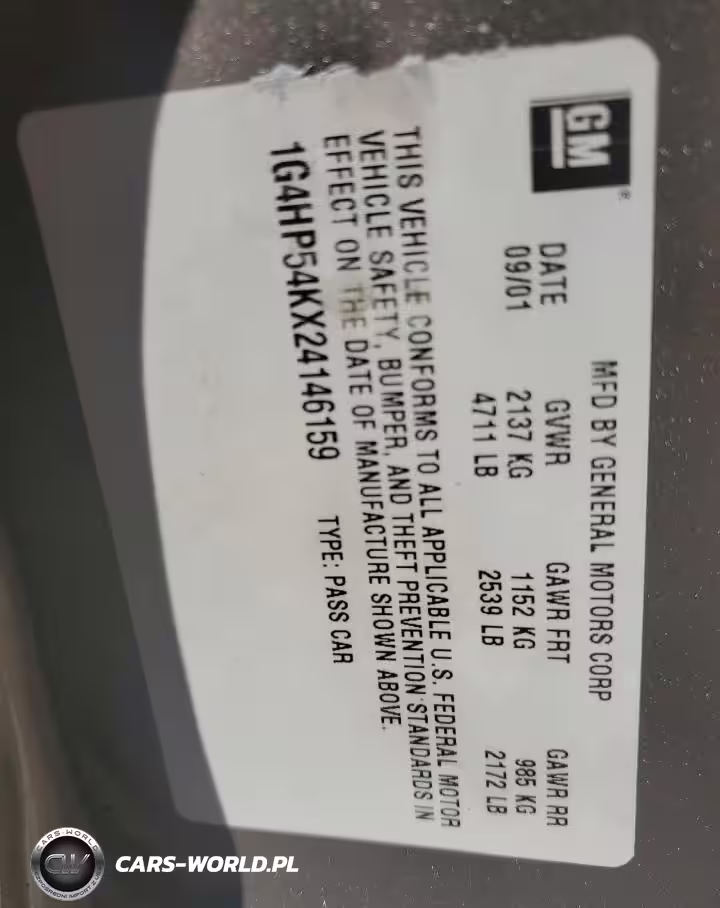 GM®
MFD BY GENERAL MOTORS CORP
DATE GVWR GAWR FRT GAWR RR
09/01 2137 KG 1152 KG 985 KG
4711 LB 2539 LB 2172 LB
THIS VEHICLE CONFORMS TO ALL APPLICABLE U.S. FEDERAL MOTOR
VEHICLE SAFETY, BUMPER, AND THEFT PREVENTION STANDARDS IN
EFFECT ON THE DATE OF MANUFACTURE SHOWN ABOVE.
1G4HP54KX24146159 TYPE: PASS CAR
CARS-WORLD
CW
CARS-WORLD.PL